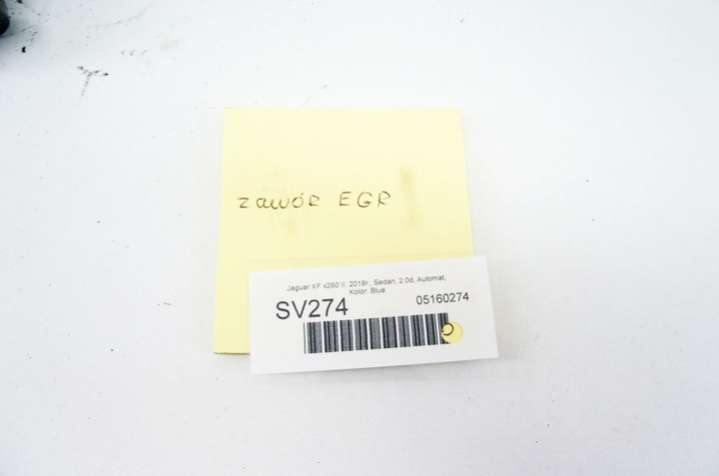 zawór EGR
Jaguar XF x260 II, 2018r, Sedan, 2.0d, Automat,
Kolor: Blue
SV274
05160274